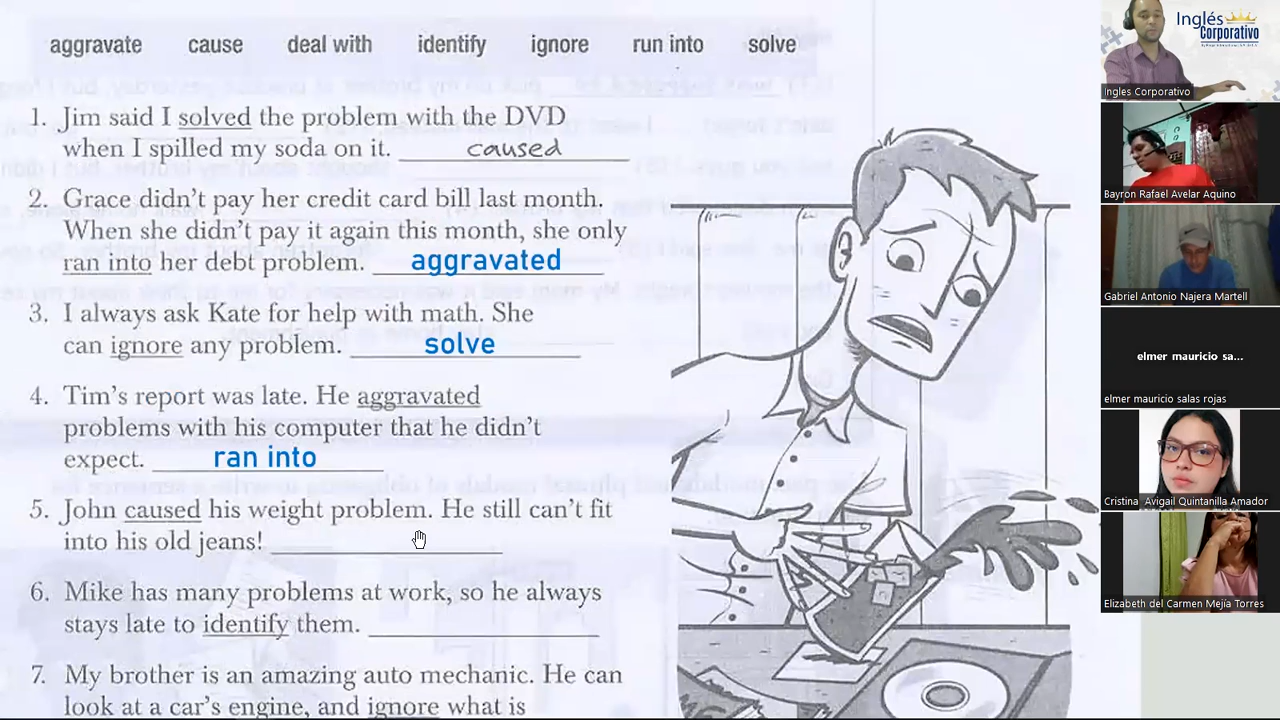 aggravate cause deal with identify ignore run into solve
1. Jim said I solved the problem with the DVD
when I spilled my soda on it. caused
2. Grace didn't pay her credit card bill last month.
When she didn't pay it again this month, she only
ran into her debt problem. aggravated
3. I always ask Kate for help with math. She
can ignore any problem. solve
4. Tim's report was late. He aggravated
problems with his computer that he didn't
expect. ran into
5. John caused his weight problem. He still can't fit
into his old jeans!
6. Mike has many problems at work, so he always
stays late to identify them.
7. My brother is an amazing auto mechanic. He can
look at a car's engine, and ignore what is
Inglés
Corporativo
Ingles Corporativo
Bayron Rafael Avelar Aquino
Gabriel Antonio Najera Martell
elmer mauricio sa...
elmer mauricio salas rojas
Cristina Avigail Quintanilla Amador
Elizabeth del Carmen Mejía Torres